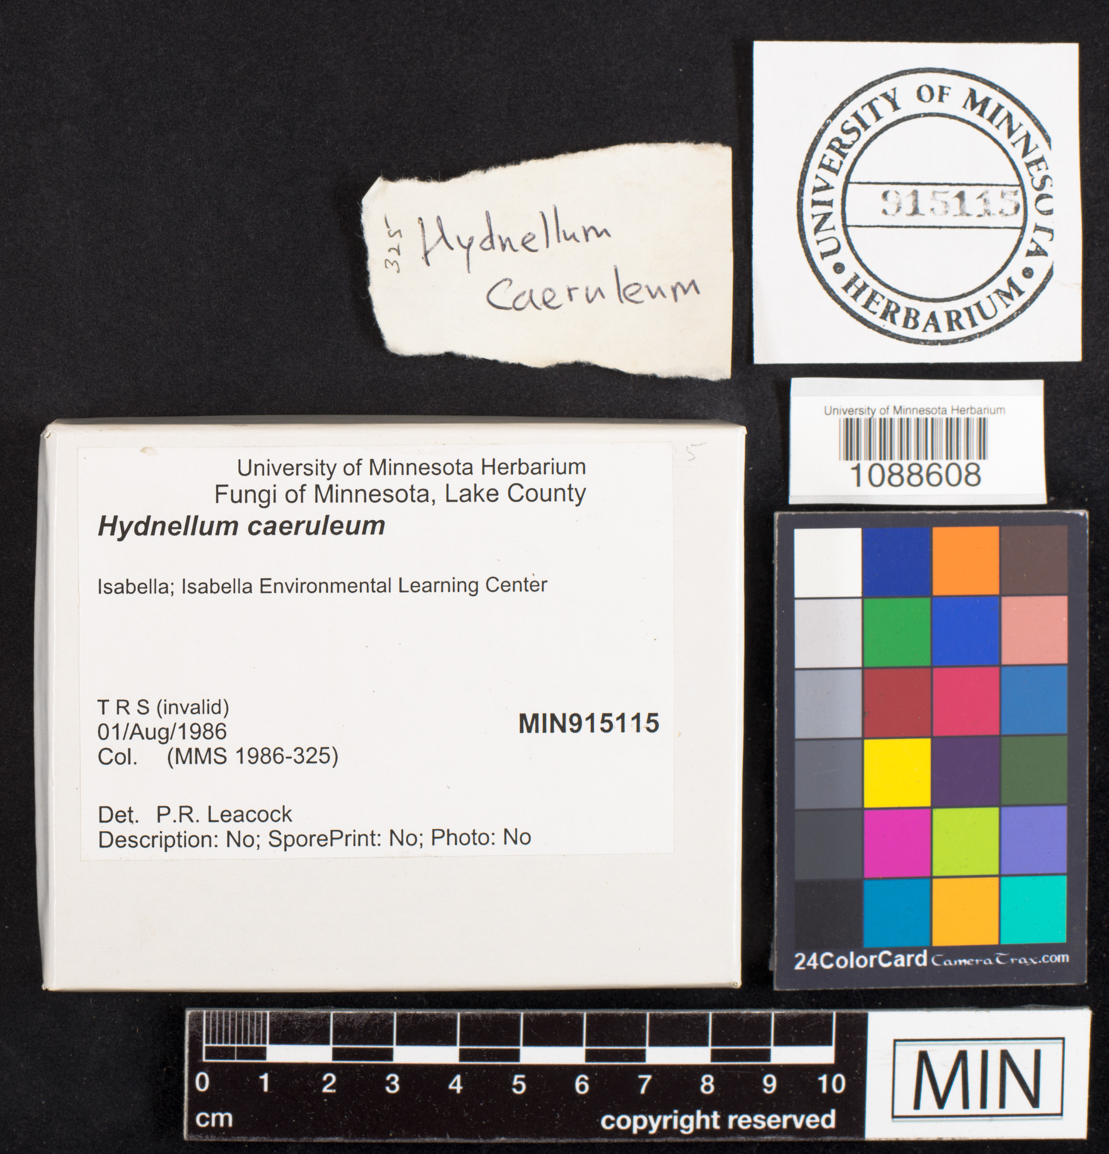 UNIVERSITY OF MINNESOTA
915115
HERBARIUM
325
Hydnellum
Caeruleum
University of Minnesota Herbarium
1088608
5
University of Minnesota Herbarium
Fungi of Minnesota, Lake County
Hydnellum caeruleum
Isabella; Isabella Environmental Learning Center
T R S (invalid)
01/Aug/1986
MIN915115
Col. (MMS 1986-325)
Det. P.R. Leacock
Description: No; SporePrint: No; Photo: No
24ColorCard CameraTrax.com
0 1 2 3 4 5 6 7 8 9 10
cm
copyright reserved
MIN